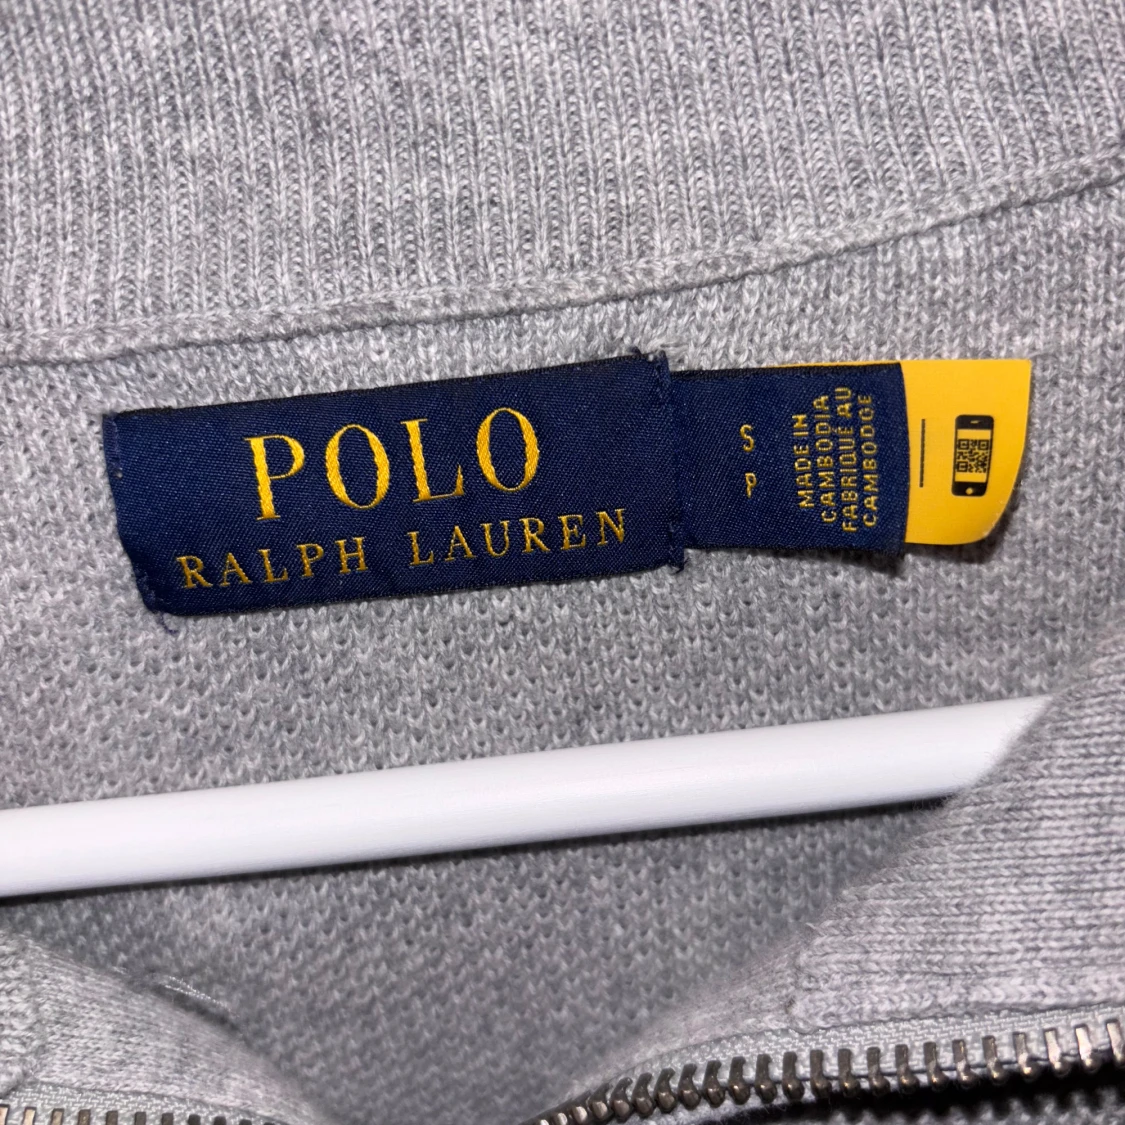 POLO
RALPH LAUREN
S
P
MADE IN
CAMBODIA
FABRIQUÉ AU
CAMBODGE